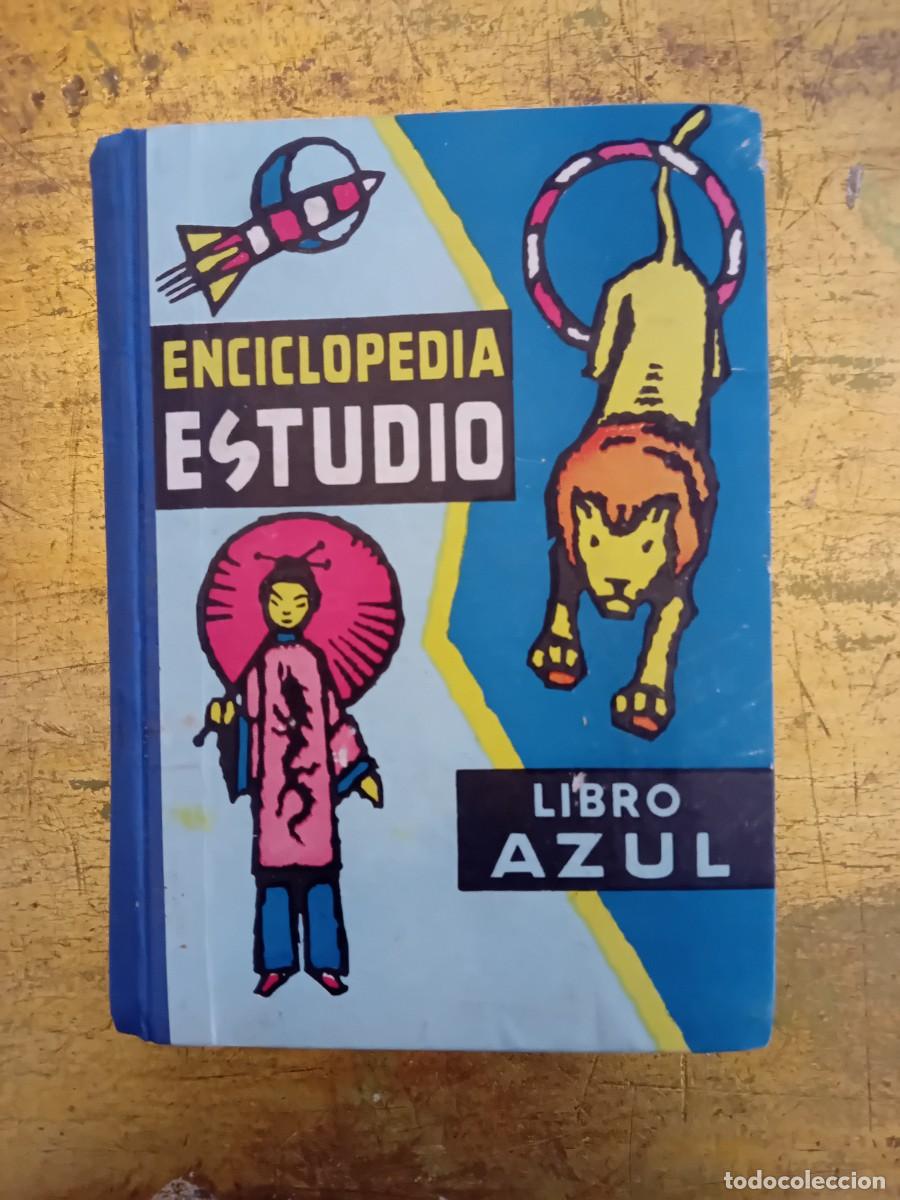 ENCICLOPEDIA
ESTUDIO
LIBRO
AZUL
todocoleccion